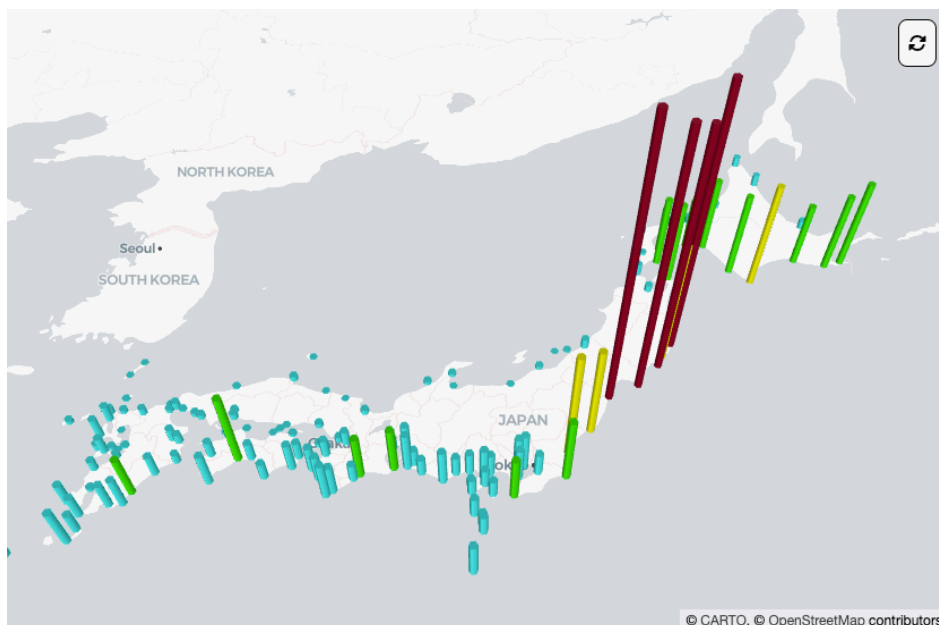 NORTH KOREA
Seoul
SOUTH KOREA
JAPAN
© CARTO, © OpenStreetMap contributors